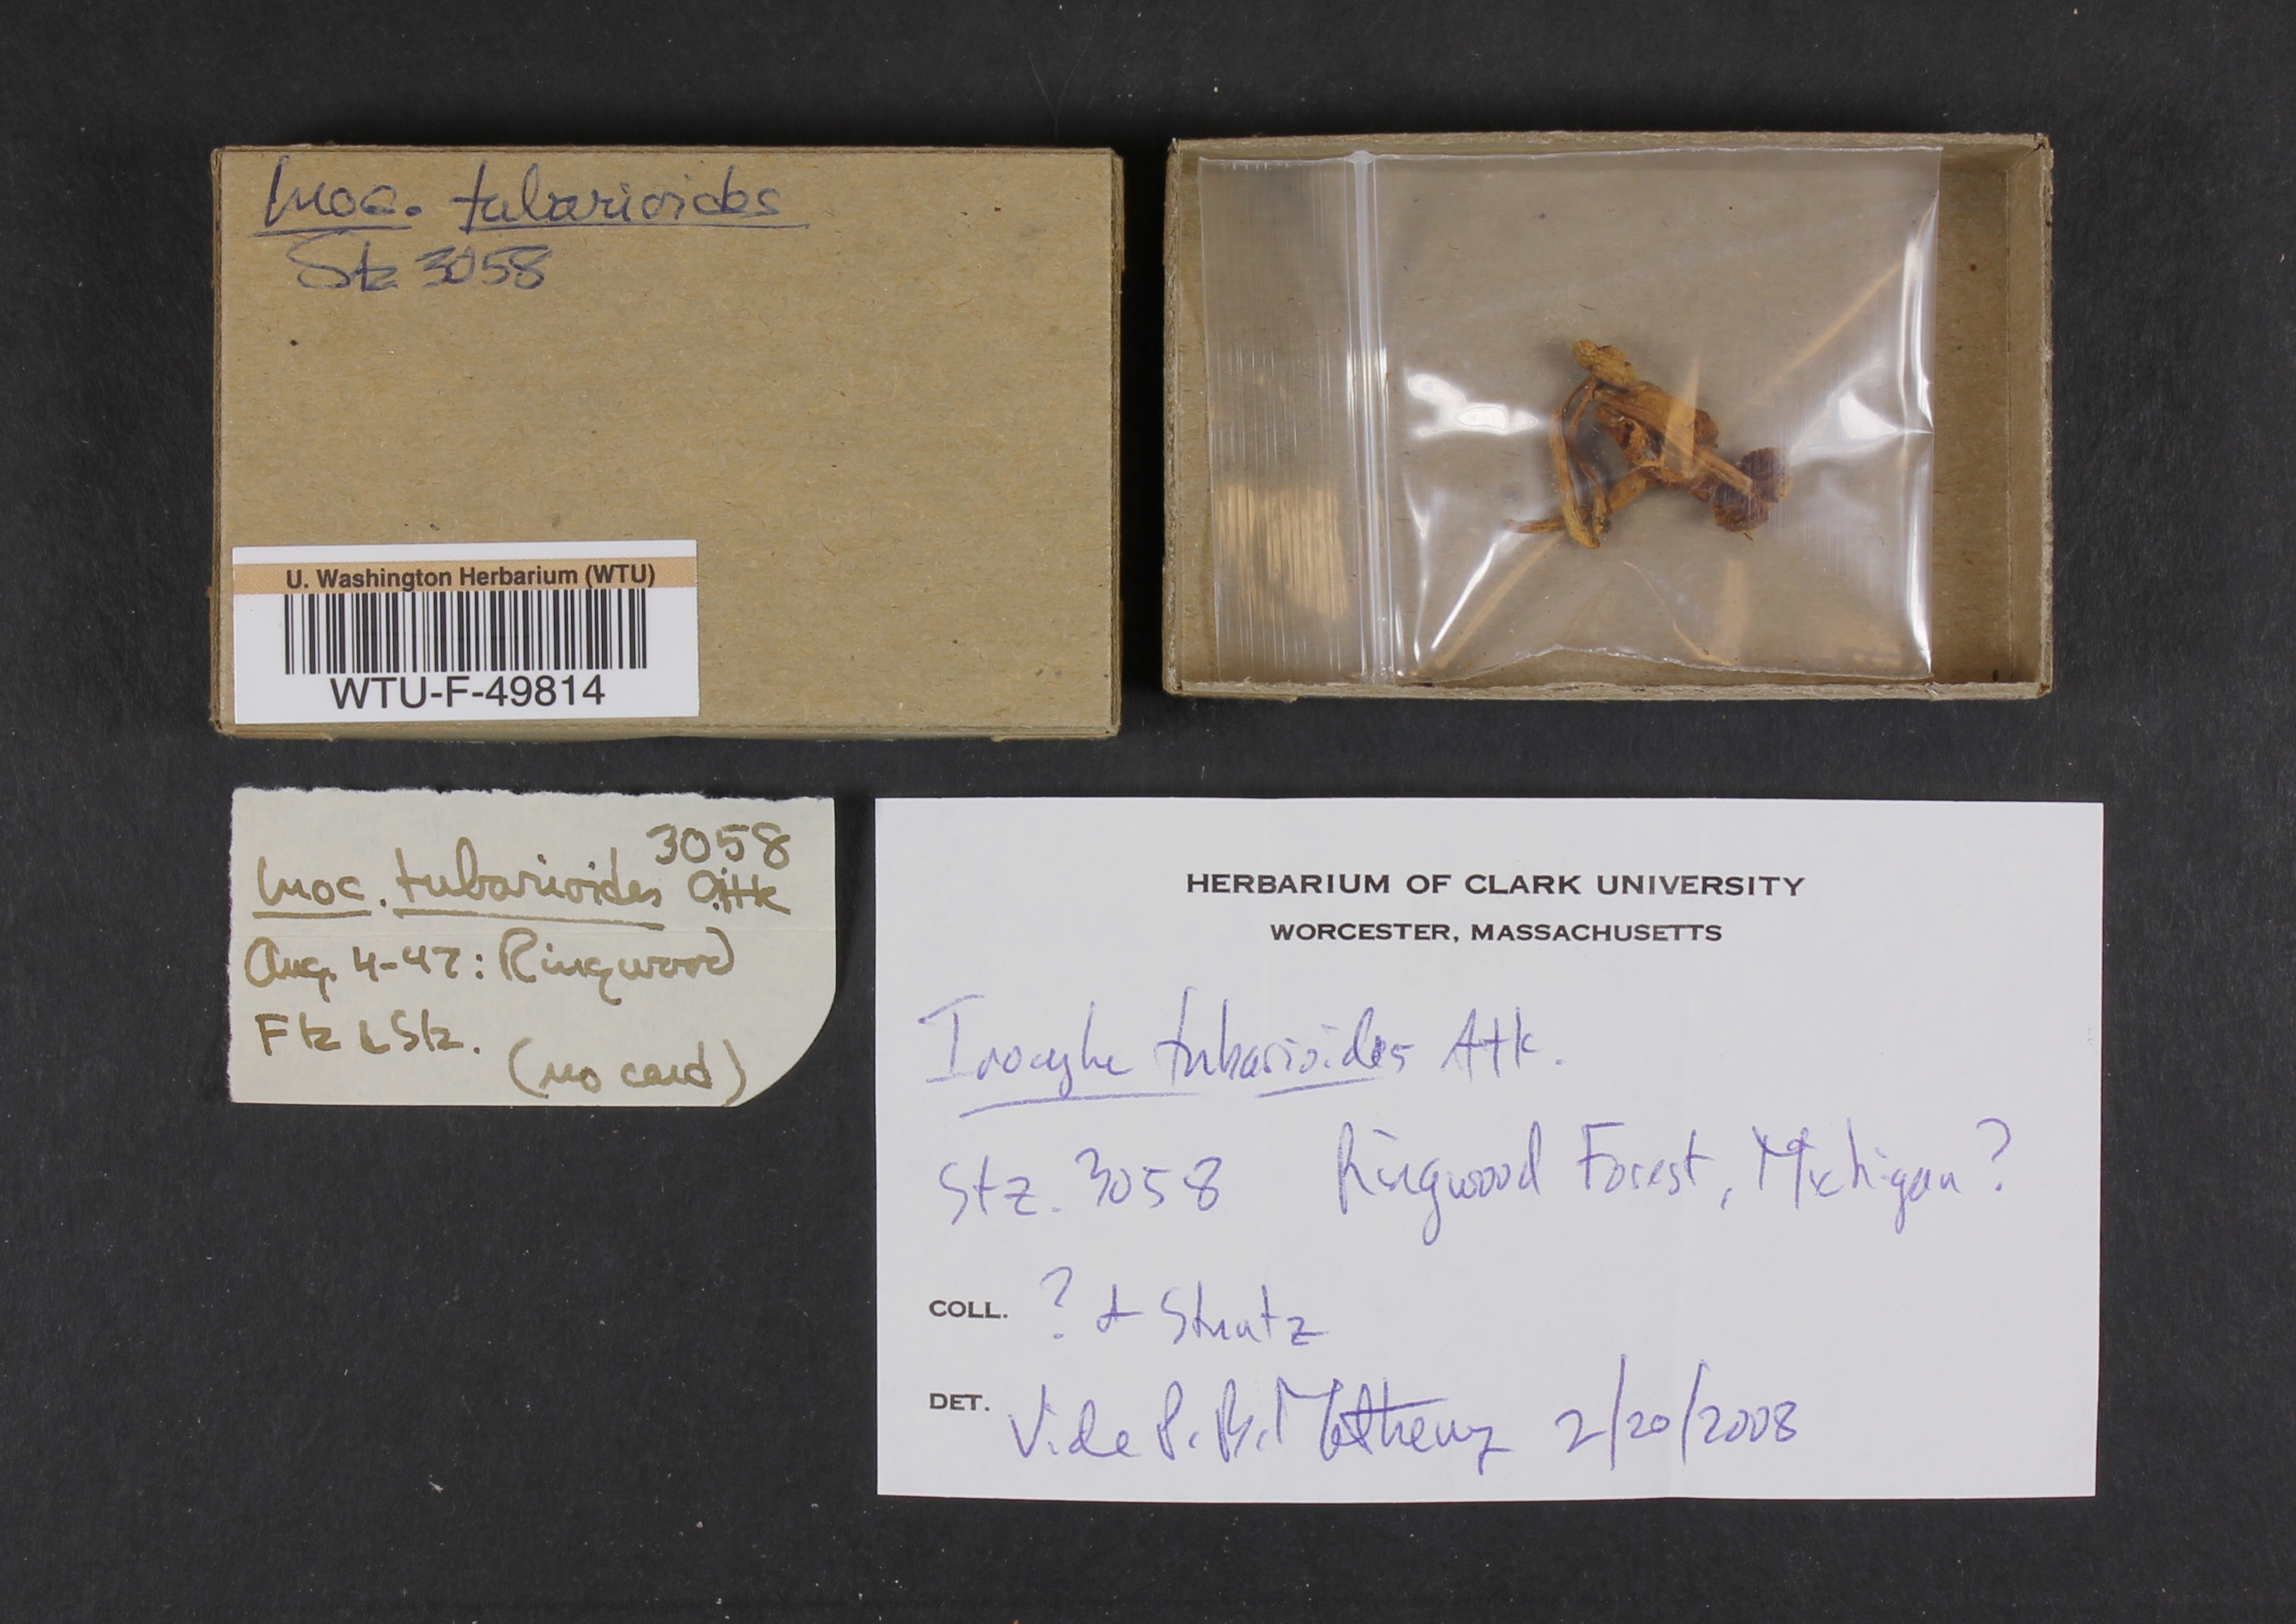 Inoc. tubarioides
Stz 3058
U. Washington Herbarium (WTU)
WTU-F-49814
3058
Inoc. tubarioides Atk
Aug. 4-47: Ringwood
Ftz & Stz.
(no card)
HERBARIUM OF CLARK UNIVERSITY
WORCESTER, MASSACHUSETTS
Inocybe tubarioides Atk.
Stz. 3058 Ringwood Forest, Michigan?
COLL. ? + Stuntz
DET. Vide P. B. Matheny 2/20/2008